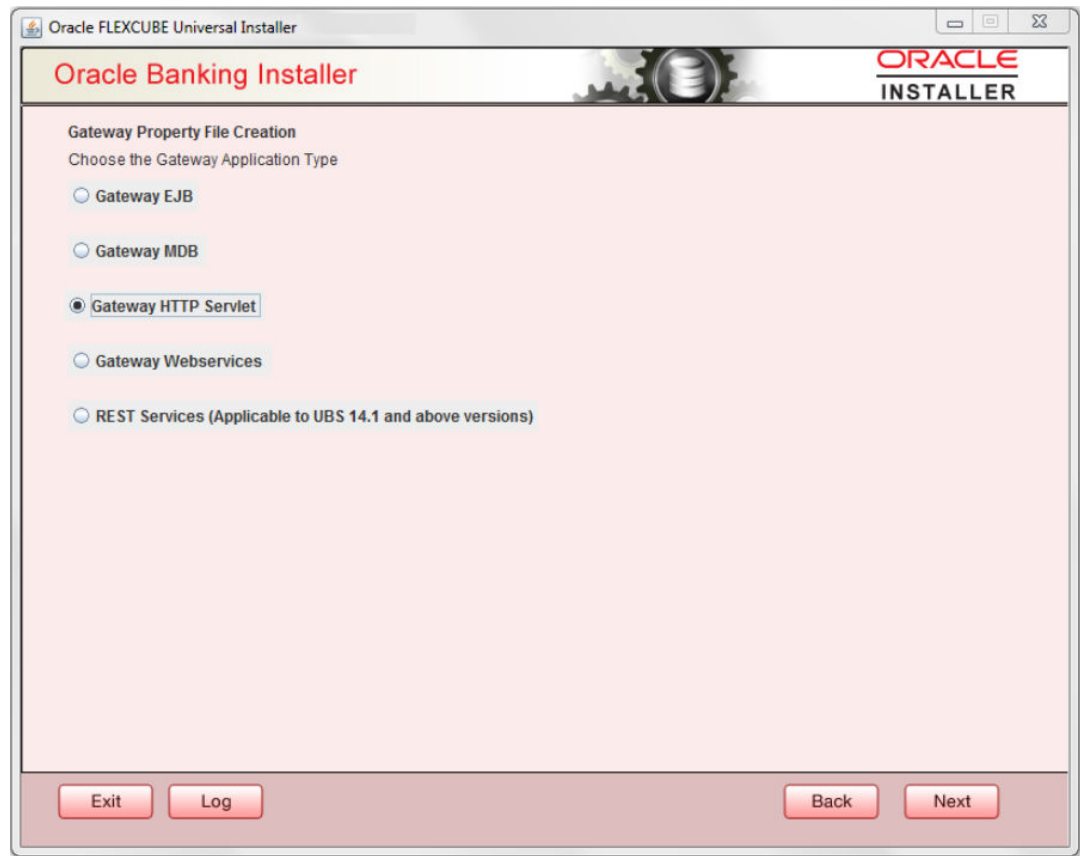 Oracle FLEXCUBE Universal Installer
Oracle Banking Installer
ORACLE
INSTALLER
Gateway Property File Creation
Choose the Gateway Application Type
Gateway EJB
Gateway MDB
Gateway HTTP Servlet
Gateway Webservices
REST Services (Applicable to UBS 14.1 and above versions)
Exit Log Back Next